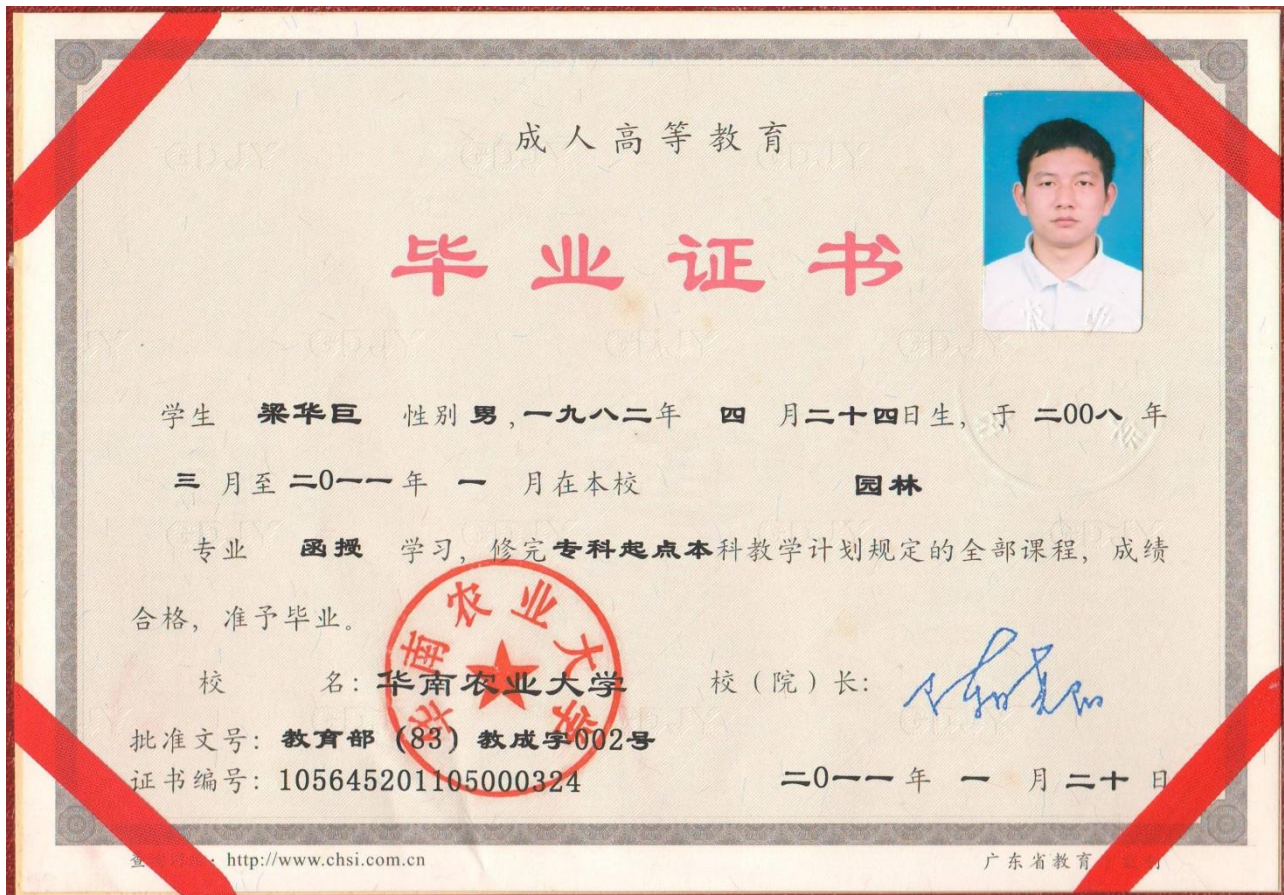 成人高等教育
毕业证书
学生 梁华巨 性别 男,一九八二年 四 月二十四日生,于 二00八 年
三 月至 二0一一 年 一 月在本校 园林
专业 函授 学习,修完专科起点本科教学计划规定的全部课程,成绩
合格,准予毕业。
华南农业大学
校 名:华南农业大学 校(院)长:
批准文号:教育部(83)教成字002号
证书编号:105645201105000324 二0一一 年 一 月 二十 日
http://www.chsi.com.cn 广东省教育